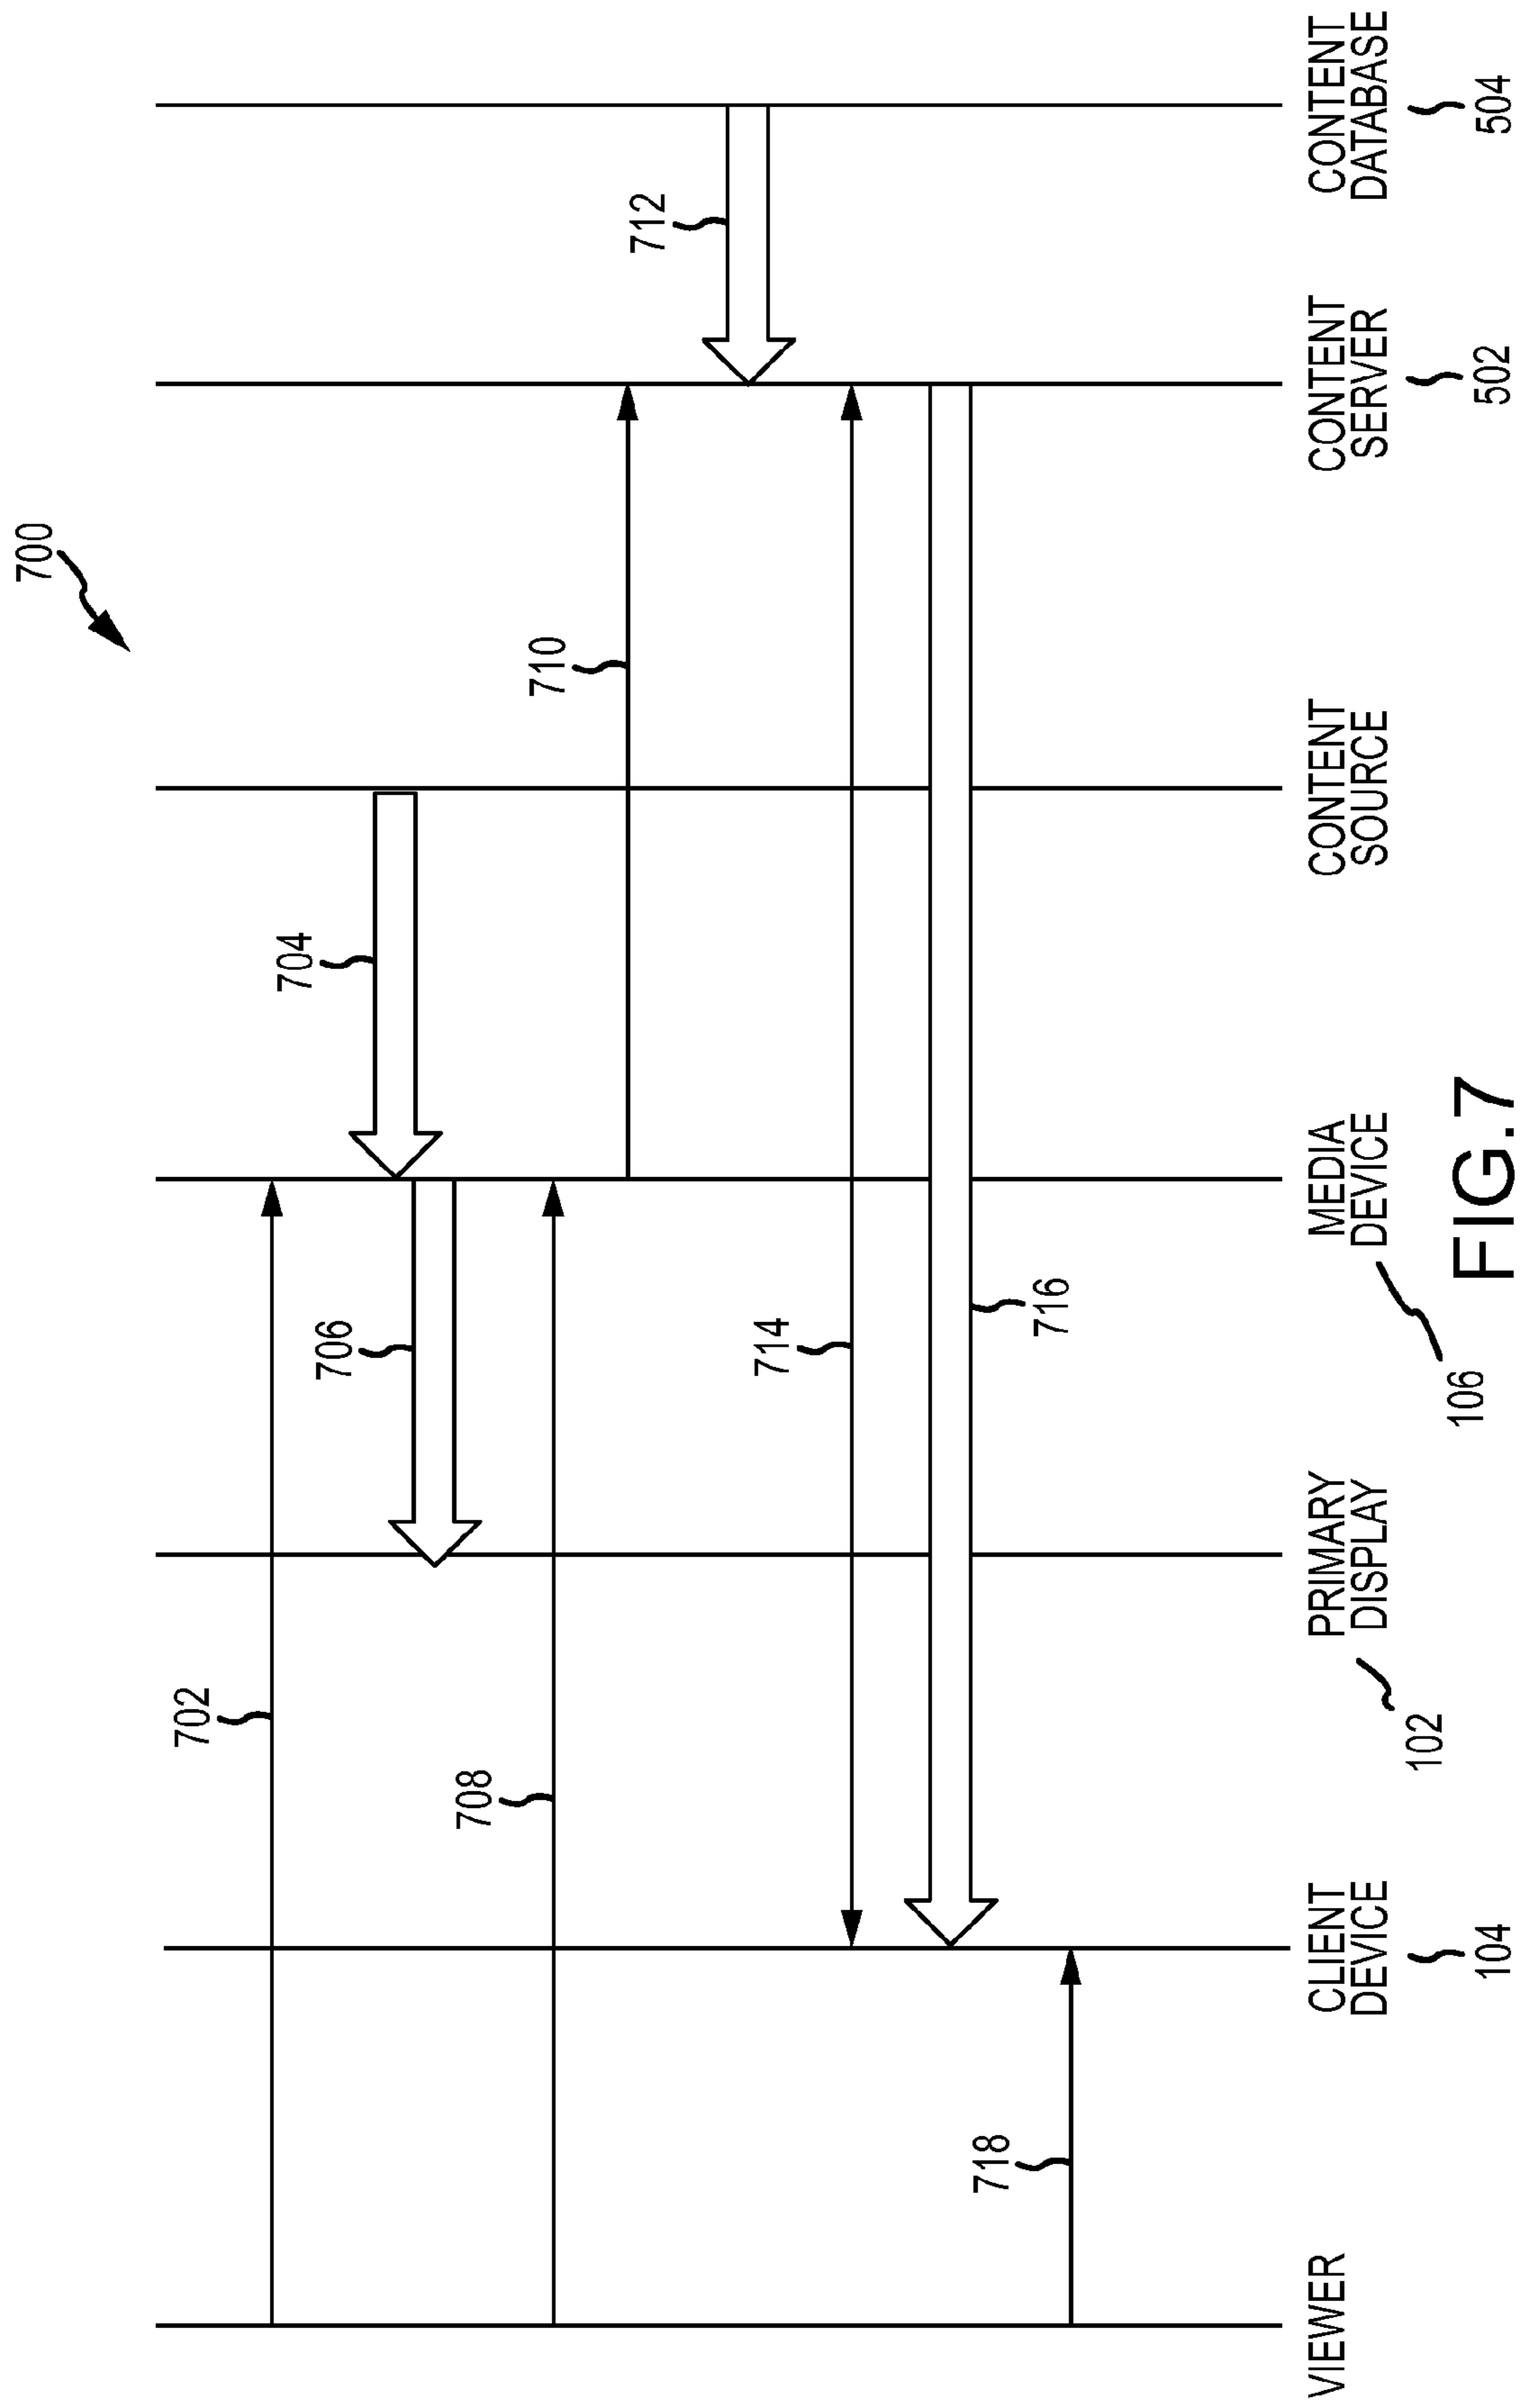 700
702
704
706
708
710
712
714
716
718
VIEWER
CLIENT
DEVICE
104
PRIMARY
DISPLAY
102
MEDIA
DEVICE
106
CONTENT
SOURCE
CONTENT
SERVER
502
CONTENT
DATABASE
504
FIG.7